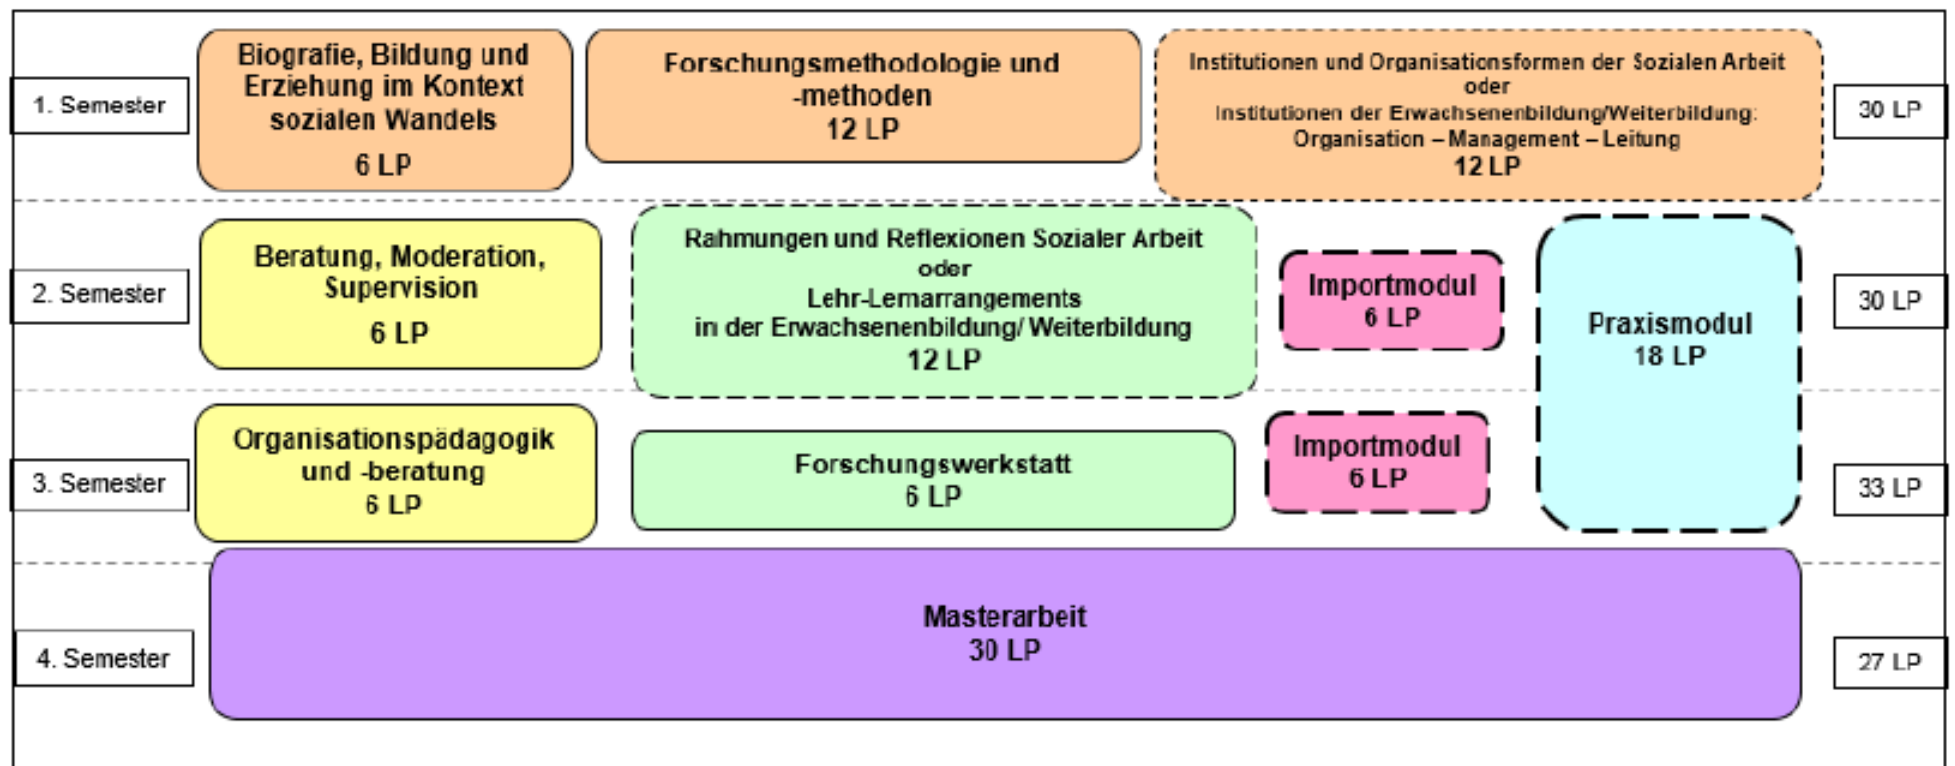 1. Semester
Biografie, Bildung und
Erziehung im Kontext
sozialen Wandels
6 LP
Forschungsmethodologie und
-methoden
12 LP
Institutionen und Organisationsformen der Sozialen Arbeit
oder
Institutionen der Erwachsenenbildung/Weiterbildung:
Organisation – Management – Leitung
12 LP
30 LP
2. Semester
Beratung, Moderation,
Supervision
6 LP
Rahmungen und Reflexionen Sozialer Arbeit
oder
Lehr-Lernarrangements
in der Erwachsenenbildung/ Weiterbildung
12 LP
Importmodul
6 LP
Praxismodul
18 LP
30 LP
3. Semester
Organisationspädagogik
und -beratung
6 LP
Forschungswerkstatt
6 LP
Importmodul
6 LP
33 LP
4. Semester
Masterarbeit
30 LP
27 LP